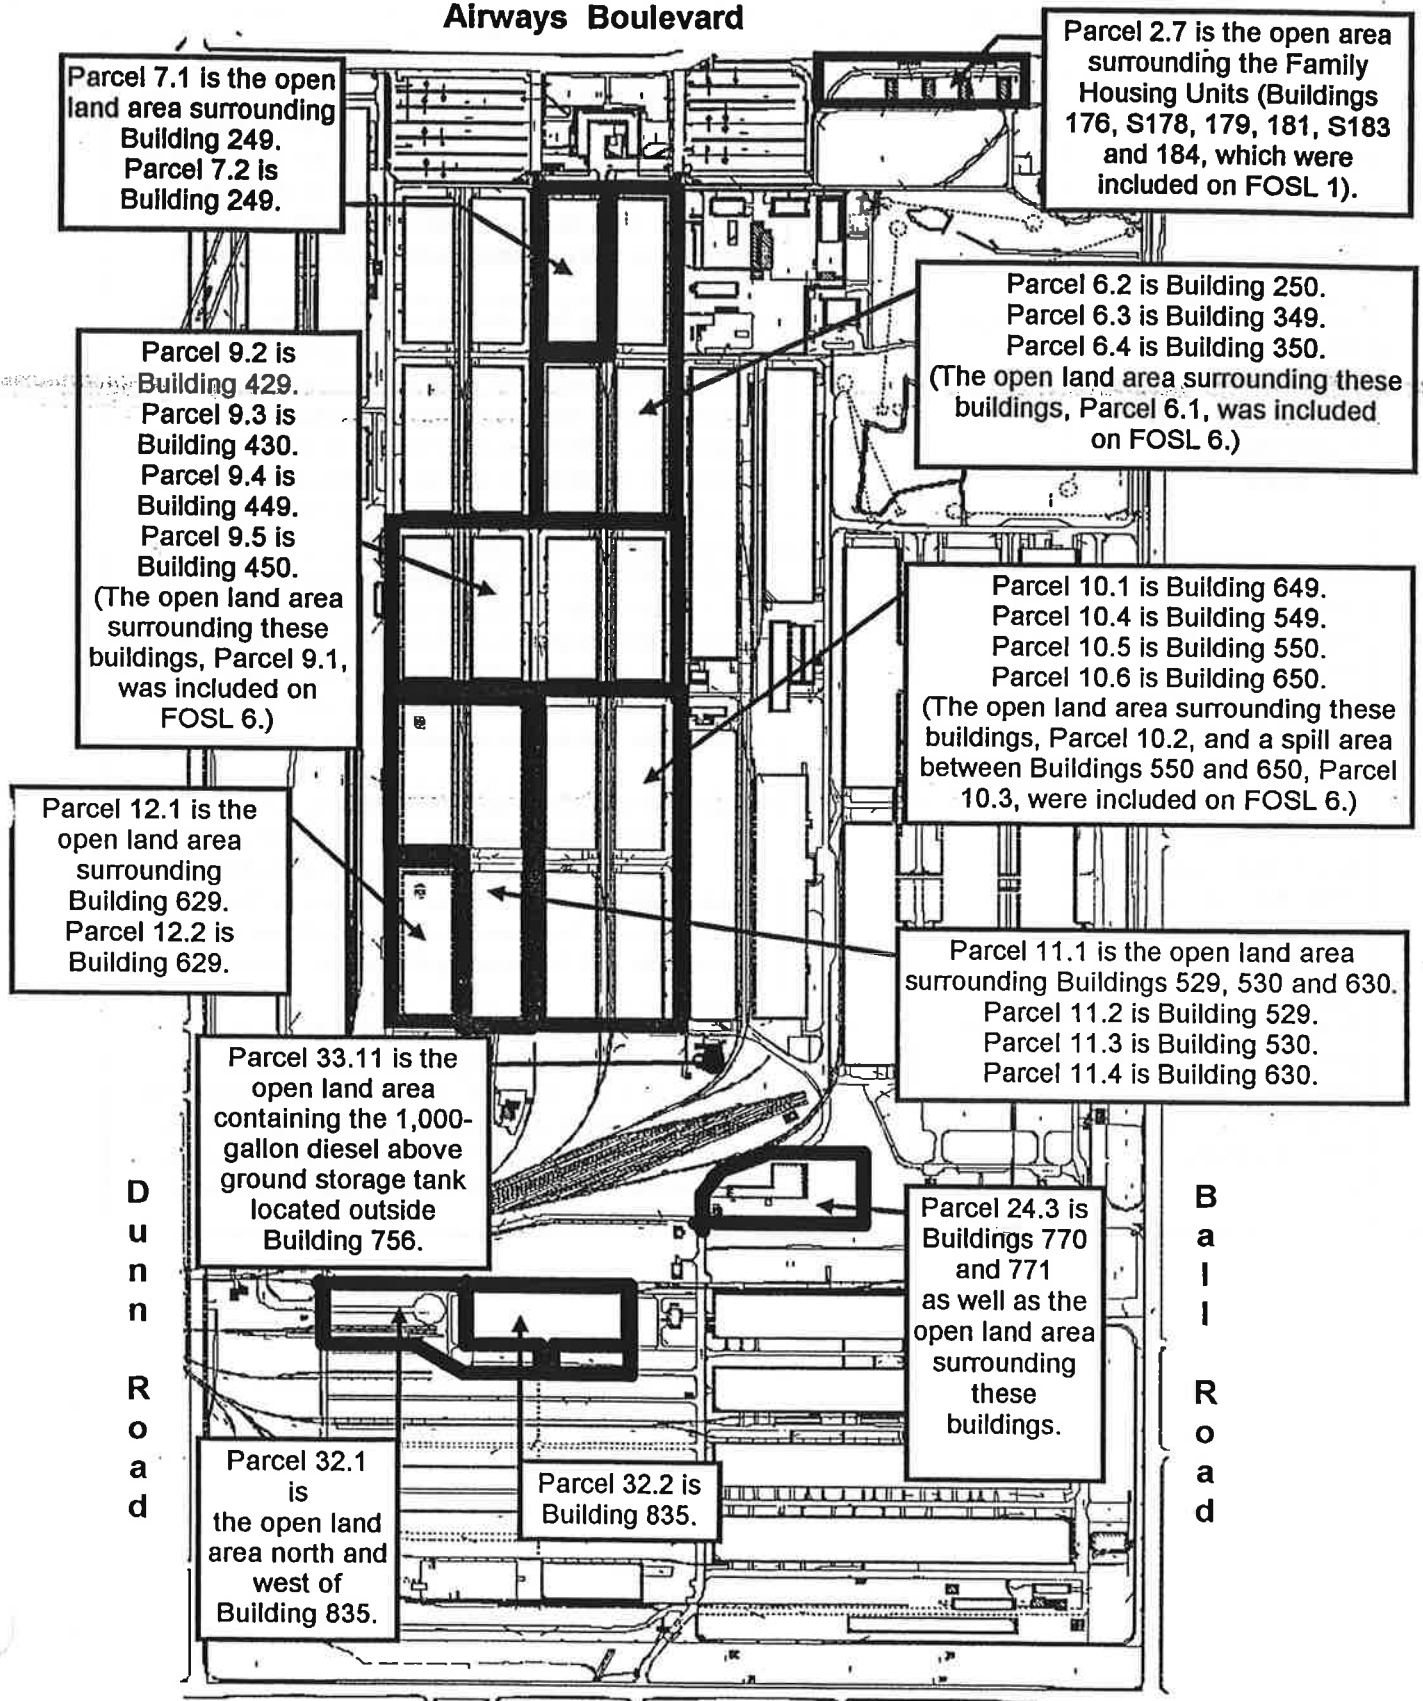 Airways Boulevard
Parcel 7.1 is the open
land area surrounding
Building 249.
Parcel 7.2 is
Building 249.
Parcel 2.7 is the open area
surrounding the Family
Housing Units (Buildings
176, S178, 179, 181, S183
and 184, which were
included on FOSL 1).
Parcel 6.2 is Building 250.
Parcel 6.3 is Building 349.
Parcel 6.4 is Building 350.
(The open land area surrounding these
buildings, Parcel 6.1, was included
on FOSL 6.)
Parcel 9.2 is
Building 429.
Parcel 9.3 is
Building 430.
Parcel 9.4 is
Building 449.
Parcel 9.5 is
Building 450.
(The open land area
surrounding these
buildings, Parcel 9.1,
was included on
FOSL 6.)
Parcel 10.1 is Building 649.
Parcel 10.4 is Building 549.
Parcel 10.5 is Building 550.
Parcel 10.6 is Building 650.
(The open land area surrounding these
buildings, Parcel 10.2, and a spill area
between Buildings 550 and 650, Parcel
10.3, were included on FOSL 6.)
Parcel 12.1 is the
open land area
surrounding
Building 629.
Parcel 12.2 is
Building 629.
Parcel 11.1 is the open land area
surrounding Buildings 529, 530 and 630.
Parcel 11.2 is Building 529.
Parcel 11.3 is Building 530.
Parcel 11.4 is Building 630.
Parcel 33.11 is the
open land area
containing the 1,000-
gallon diesel above
ground storage tank
located outside
Building 756.
Dunn Road
Ball Road
Parcel 24.3 is
Buildings 770
and 771
as well as the
open land area
surrounding
these
buildings.
Parcel 32.1
is
the open land
area north and
west of
Building 835.
Parcel 32.2 is
Building 835.